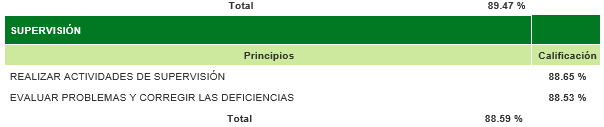 Total 89.47 %
SUPERVISIÓN
Principios Calificación
REALIZAR ACTIVIDADES DE SUPERVISIÓN 88.65 %
EVALUAR PROBLEMAS Y CORREGIR LAS DEFICIENCIAS 88.53 %
Total 88.59 %